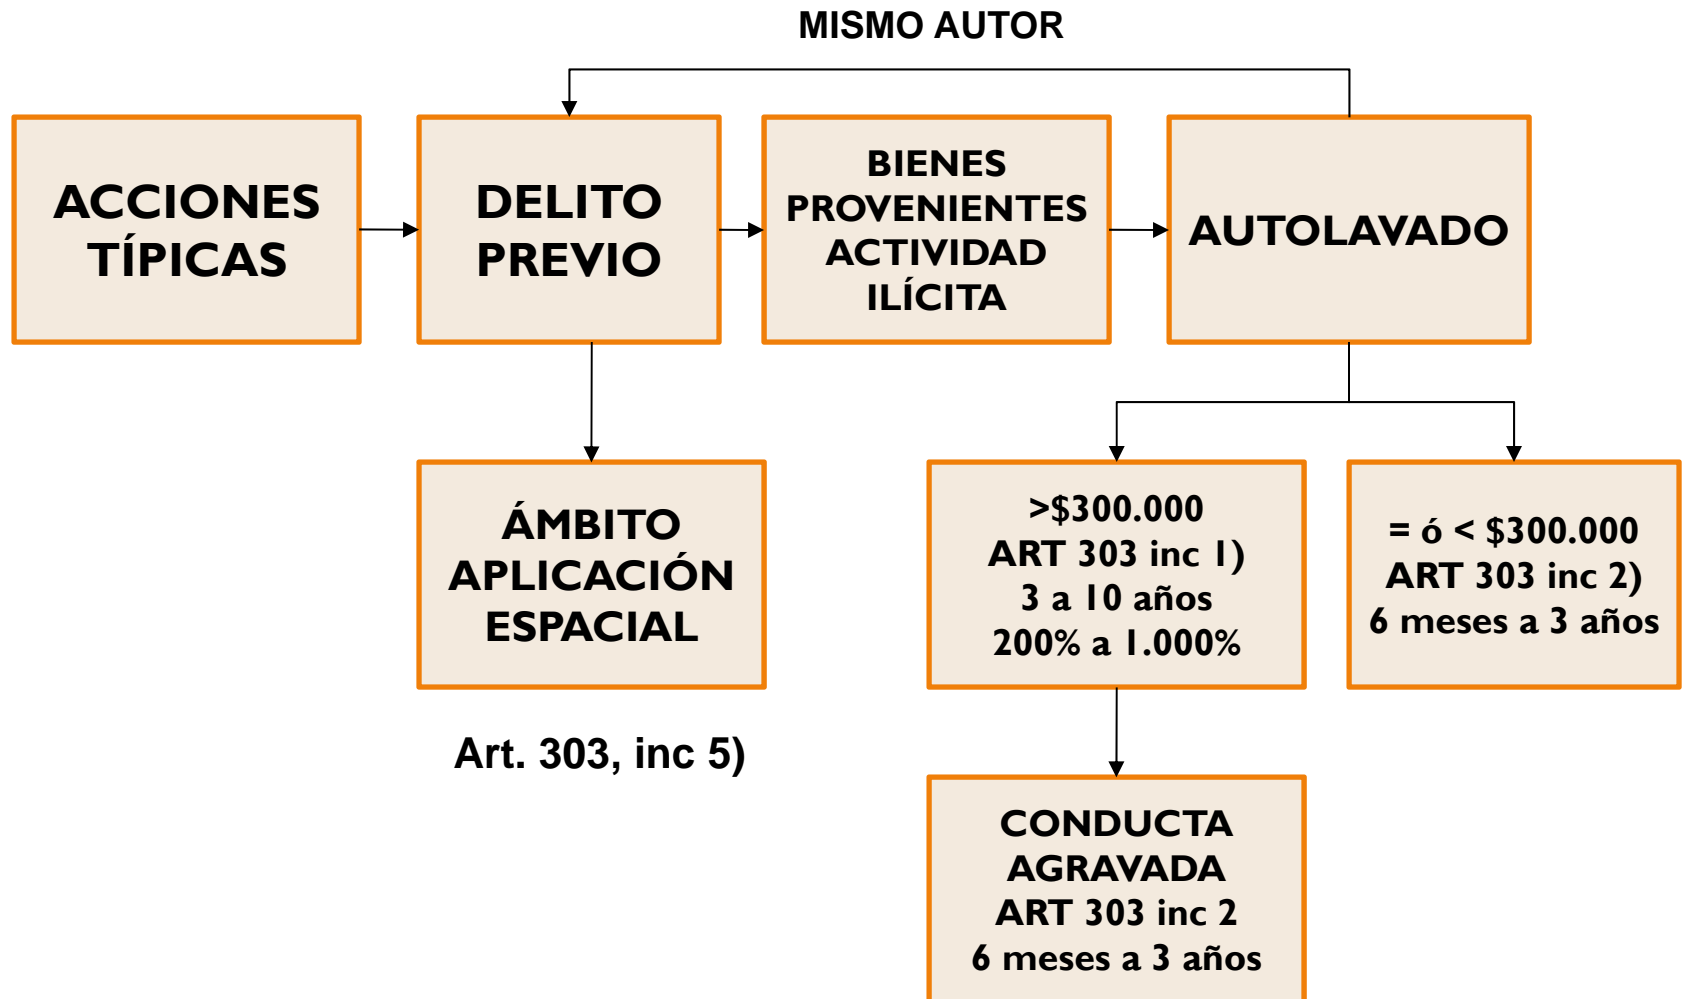 MISMO AUTOR
ACCIONES
TÍPICAS
DELITO
PREVIO
BIENES
PROVENIENTES
ACTIVIDAD
ILÍCITA
AUTOLAVADO
ÁMBITO
APLICACIÓN
ESPACIAL
Art. 303, inc 5)
>$300.000
ART 303 inc 1)
3 a 10 años
200% a 1.000%
= ó < $300.000
ART 303 inc 2)
6 meses a 3 años
CONDUCTA
AGRAVADA
ART 303 inc 2
6 meses a 3 años